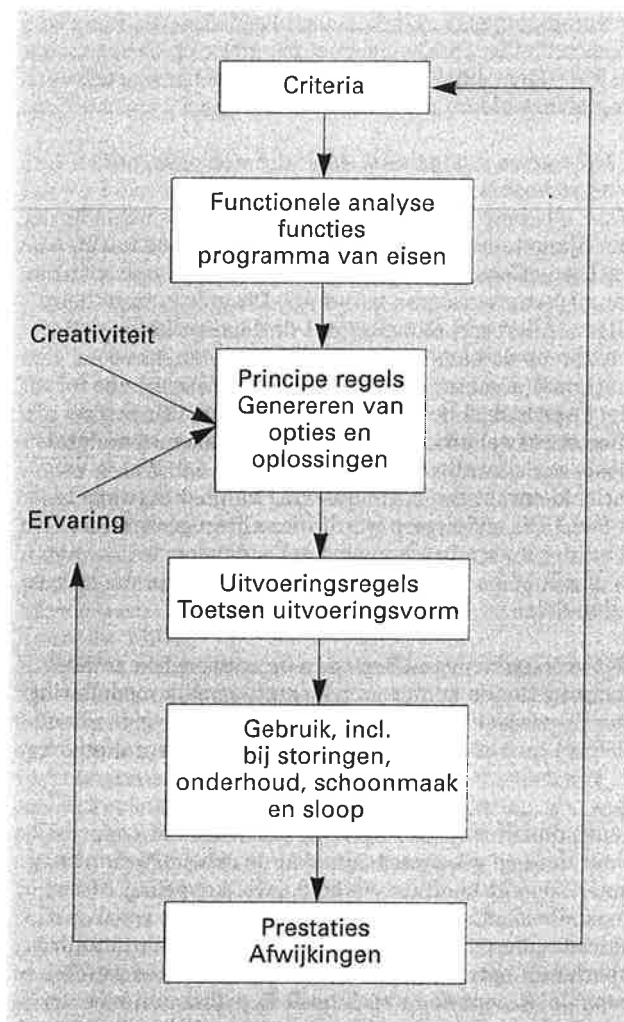 Criteria
Functionele analyse
functies
programma van eisen
Creativiteit
Principe regels
Genereren van
opties en
oplossingen
Ervaring
Uitvoeringsregels
Toetsen uitvoeringsvorm
Gebruik, incl.
bij storingen,
onderhoud, schoonmaak
en sloop
Prestaties
Afwijkingen